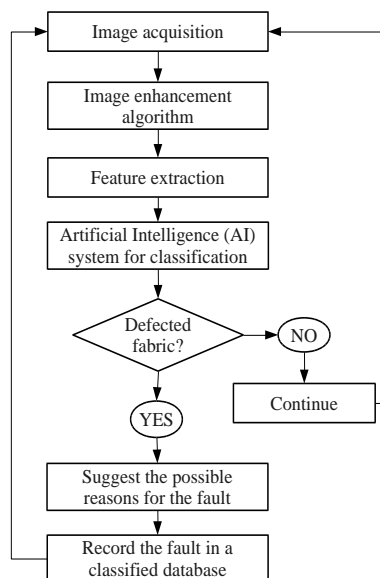 Image acquisition
Image enhancement
algorithm
Feature extraction
Artificial Intelligence (AI)
system for classification
Defected
fabric?
NO
Continue
YES
Suggest the possible
reasons for the fault
Record the fault in a
classified database